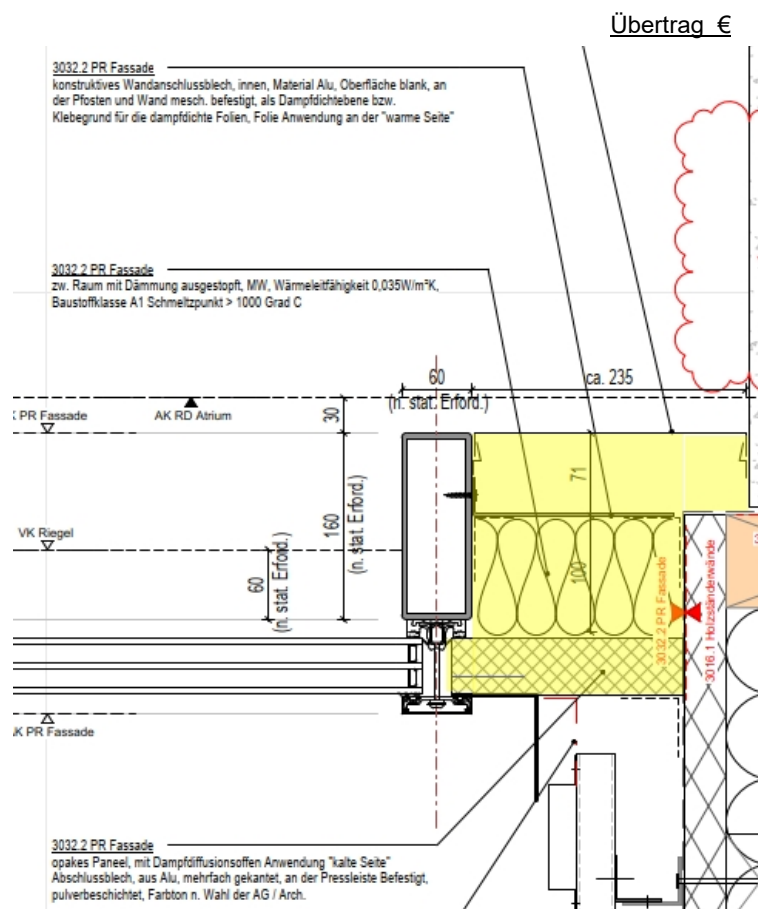 Übertrag €
3032.2 PR Fassade
konstruktives Wandanschlussblech, innen, Material Alu, Oberfläche blank, an
der Pfosten und Wand mesch. befestigt, als Dampfdichtebene bzw.
Klebegrund für die dampfdichte Folien, Folie Anwendung an der "warme Seite"
3032.2 PR Fassade
zw. Raum mit Dämmung ausgestopft, MW, Wärmeleitfähigkeit 0,035W/m²K,
Baustoffklasse A1 Schmeltzpunkt > 1000 Grad C
60
ca. 235
(n. stat. Erford.)
PR Fassade
AK RD Atrium
30
71
160
(n. stat. Erford.)
VK Riegel
60
(n. stat. Erford.)
100
3032.2 PR Fassade
3016.1 Holzständerwände
PR Fassade
3032.2 PR Fassade
opakes Paneel, mit Dampfdiffusionsoffen Anwendung "kalte Seite"
Abschlussblech, aus Alu, mehrfach gekantet, an der Pressleiste Befestigt,
pulverbeschichtet, Farbton n. Wahl der AG / Arch.